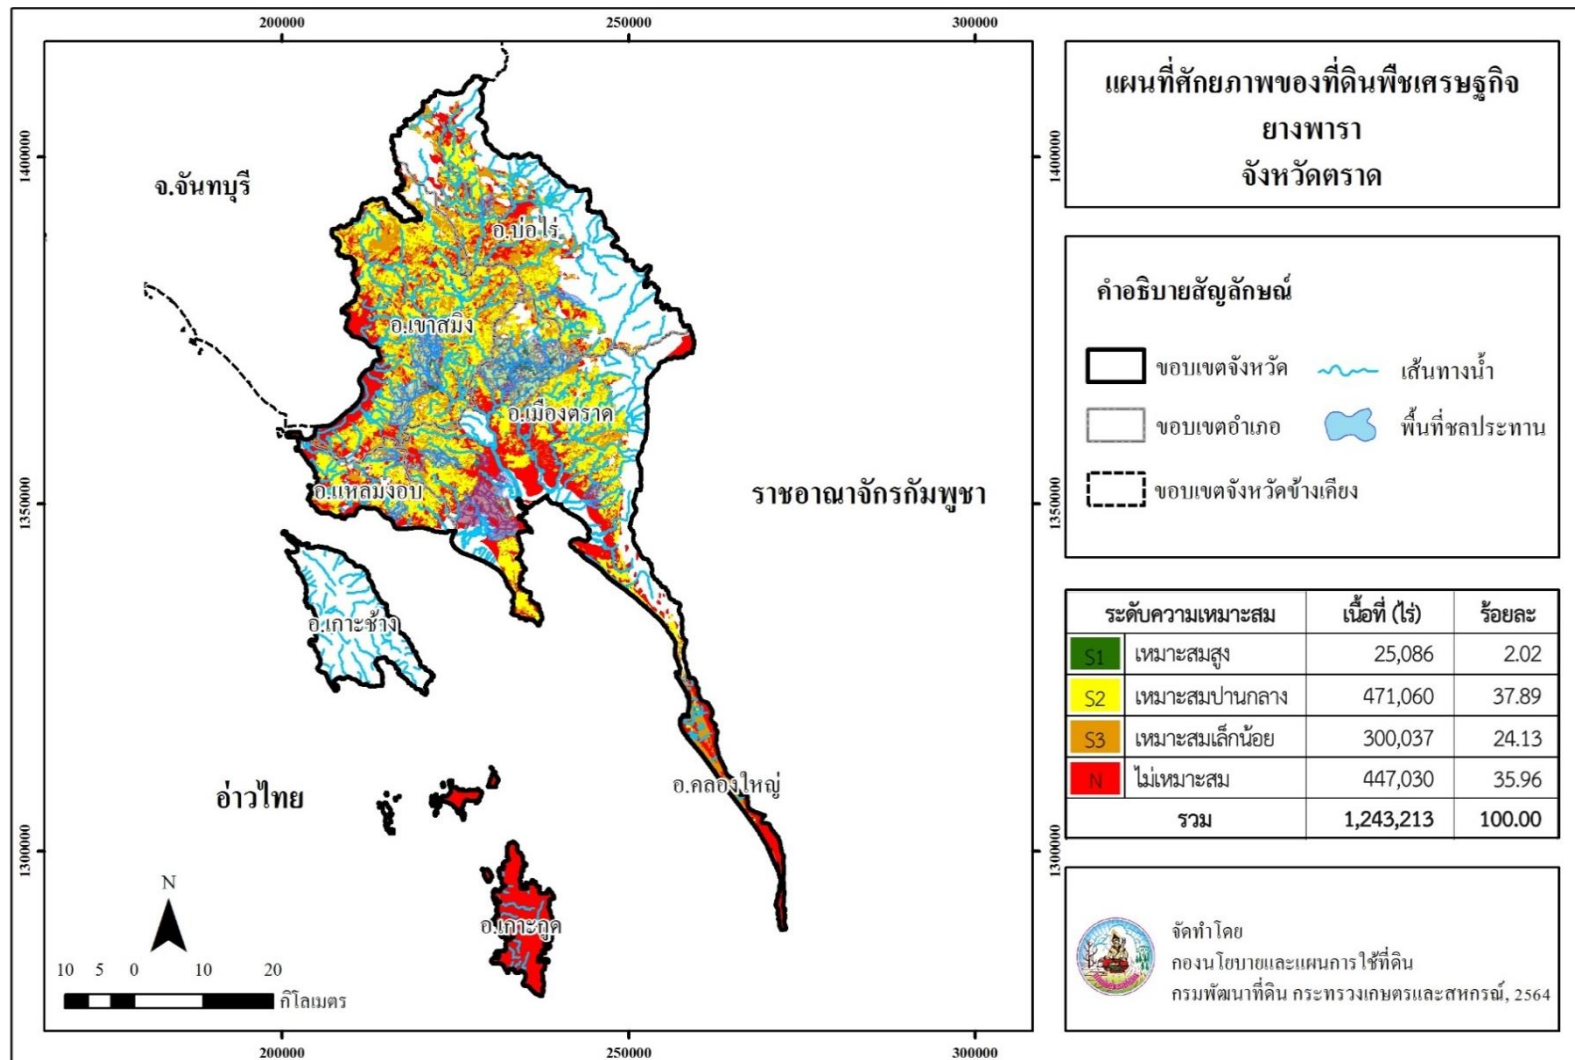 200000 250000 300000
แผนที่ศักยภาพของที่ดินพืชเศรษฐกิจ
ยางพารา
จังหวัดตราด
1400000
1400000
จ.จันทบุรี
อ.บ่อไร่
อ.เขาสมิง
อ.เมืองตราด
อ.แหลมงอบ
1350000
1350000
ราชอาณาจักรกัมพูชา
อ.เกาะช้าง
อ.คลองใหญ่
อ่าวไทย
1300000
1300000
อ.เกาะกูด
N
10 5 0 10 20
กิโลเมตร
200000 250000 300000
คำอธิบายสัญลักษณ์
ขอบเขตจังหวัด เส้นทางน้ำ
ขอบเขตอำเภอ พื้นที่ชลประทาน
ขอบเขตจังหวัดข้างเคียง
ระดับความเหมาะสม เนื้อที่ (ไร่) ร้อยละ
S1 เหมาะสมสูง 25,086 2.02
S2 เหมาะสมปานกลาง 471,060 37.89
S3 เหมาะสมเล็กน้อย 300,037 24.13
N ไม่เหมาะสม 447,030 35.96
รวม 1,243,213 100.00
จัดทำโดย
กองนโยบายและแผนการใช้ที่ดิน
กรมพัฒนาที่ดิน กระทรวงเกษตรและสหกรณ์, 2564